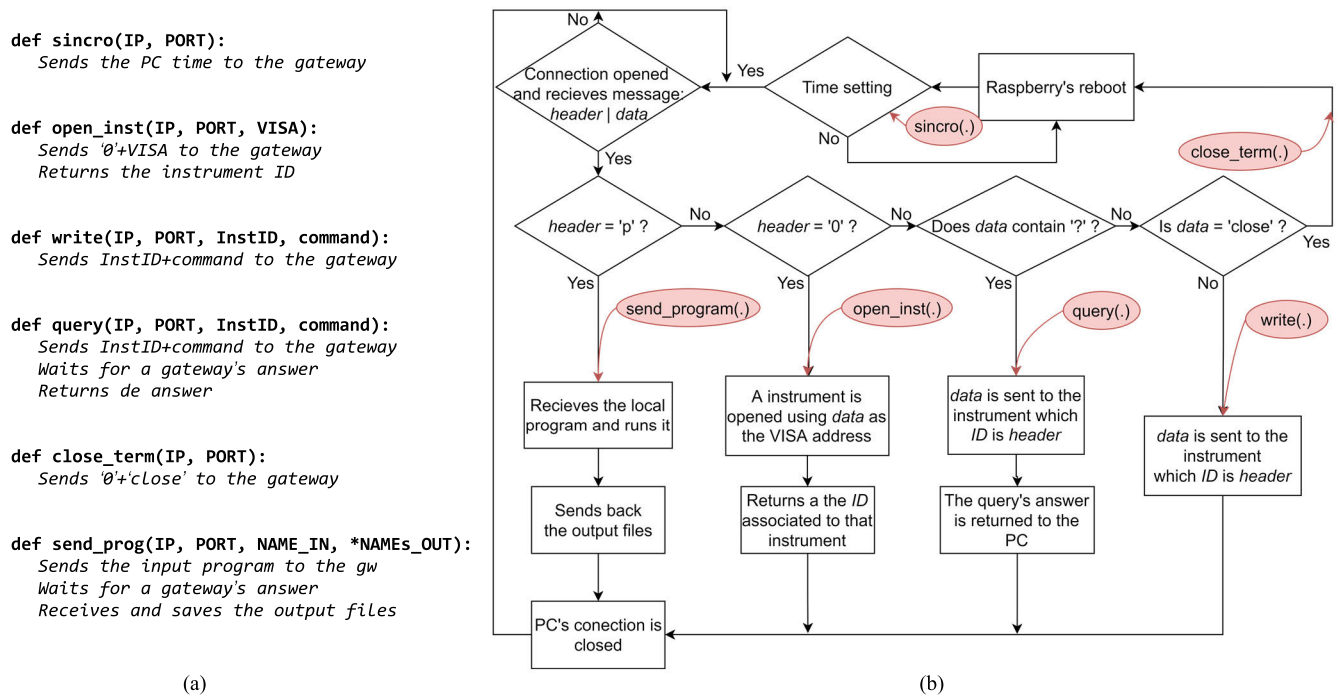 def sincro(IP, PORT):
Sends the PC time to the gateway
def open_inst(IP, PORT, VISA):
Sends ‘0’+VISA to the gateway
Returns the instrument ID
def write(IP, PORT, InstID, command):
Sends InstID+command to the gateway
def query(IP, PORT, InstID, command):
Sends InstID+command to the gateway
Waits for a gateway’s answer
Returns de answer
def close_term(IP, PORT):
Sends ‘0’+‘close’ to the gateway
def send_prog(IP, PORT, NAME_IN, *NAMEs_OUT):
Sends the input program to the gw
Waits for a gateway’s answer
Receives and saves the output files
(a)
No
Connection opened
and recieves message:
header | data
Yes
Yes
Time setting
No
sincro(.)
Raspberry's reboot
close_term(.)
header = 'p' ?
No
Yes
header = '0' ?
No
Yes
Does data contain '?' ?
No
Yes
Is data = 'close' ?
Yes
No
send_program(.)
open_inst(.)
query(.)
write(.)
Recieves the local
program and runs it
A instrument is
opened using data as
the VISA address
data is sent to the
instrument which
ID is header
data is sent to the
instrument
which ID is header
Sends back
the output files
Returns a the ID
associated to that
instrument
The query's answer
is returned to the
PC
PC's conection is
closed
(b)